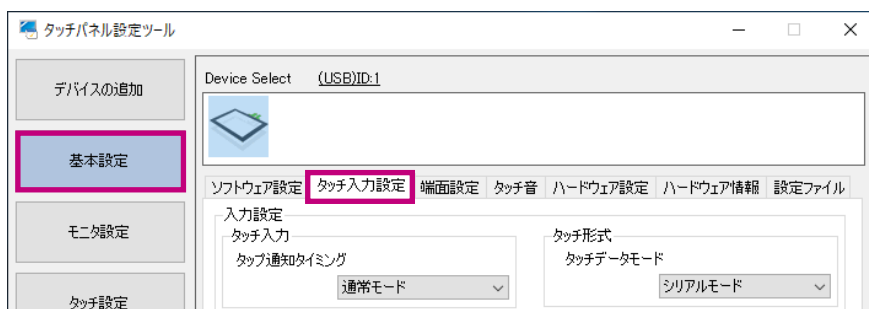 タッチパネル設定ツール
デバイスの追加
基本設定
モニタ設定
タッチ設定
Device Select (USB)ID:1
ソフトウェア設定 タッチ入力設定 端面設定 タッチ音 ハードウェア設定 ハードウェア情報 設定ファイル
入力設定
タッチ入力
タップ通知タイミング
通常モード
タッチ形式
タッチデータモード
シリアルモード